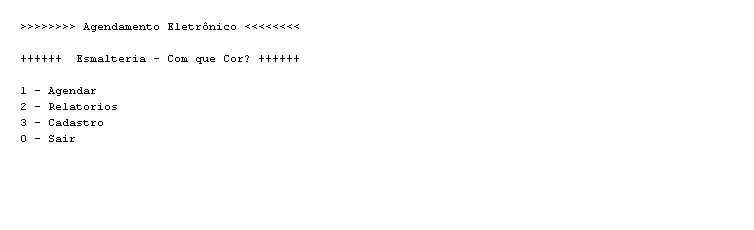 >>>>>>>> Agendamento Eletrônico <<<<<<<<
++++++  Esmalteria - Com que Cor? ++++++
1 - Agendar
2 - Relatorios
3 - Cadastro
0 - Sair